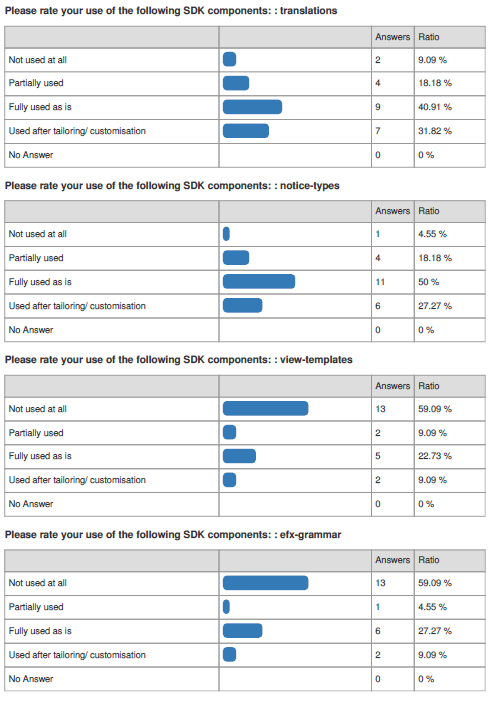 Please rate your use of the following SDK components: : translations
Answers Ratio
Not used at all 2 9.09 %
Partially used 4 18.18 %
Fully used as is 9 40.91 %
Used after tailoring/ customisation 7 31.82 %
No Answer 0 0 %
Please rate your use of the following SDK components: : notice-types
Answers Ratio
Not used at all 1 4.55 %
Partially used 4 18.18 %
Fully used as is 11 50 %
Used after tailoring/ customisation 6 27.27 %
No Answer 0 0 %
Please rate your use of the following SDK components: : view-templates
Answers Ratio
Not used at all 13 59.09 %
Partially used 2 9.09 %
Fully used as is 5 22.73 %
Used after tailoring/ customisation 2 9.09 %
No Answer 0 0 %
Please rate your use of the following SDK components: : efx-grammar
Answers Ratio
Not used at all 13 59.09 %
Partially used 1 4.55 %
Fully used as is 6 27.27 %
Used after tailoring/ customisation 2 9.09 %
No Answer 0 0 %